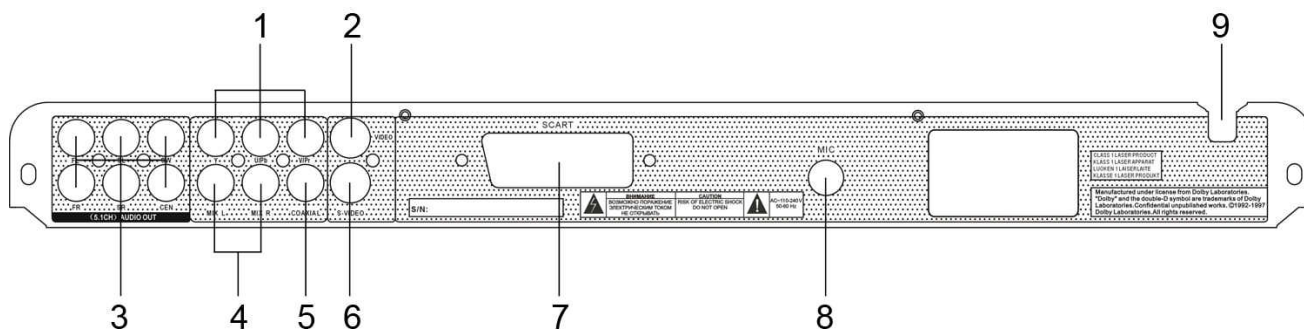 1
2
9
SCART
MIC
VIDEO
Y
U/Pb
V/Pr
SW
FR
SR
CEN
MIX L
MIX R
COAXIAL
S-VIDEO
(5.1CH) AUDIO OUT
S/N:
ВНИМАНИЕ
ВОЗМОЖНО ПОРАЖЕНИЕ
ЭЛЕКТРИЧЕСКИМ ТОКОМ
НЕ ОТКРЫВАТЬ
CAUTION
RISK OF ELECTRIC SHOCK
DO NOT OPEN
AC~110-240V
50-60 Hz
CLASS 1 LASER PRODUCT
KLASS 1 LASER APPARAT
LUOKEN 1 LASERLAITE
KLASSE 1 LASER PRODUKT
Manufactured under license from Dolby Laboratories.
"Dolby" and the double-D symbol are trademarks of Dolby
Laboratories.Confidential unpublished works. ©1992-1997
Dolby Laboratories.All rights reserved.
3
4
5
6
7
8